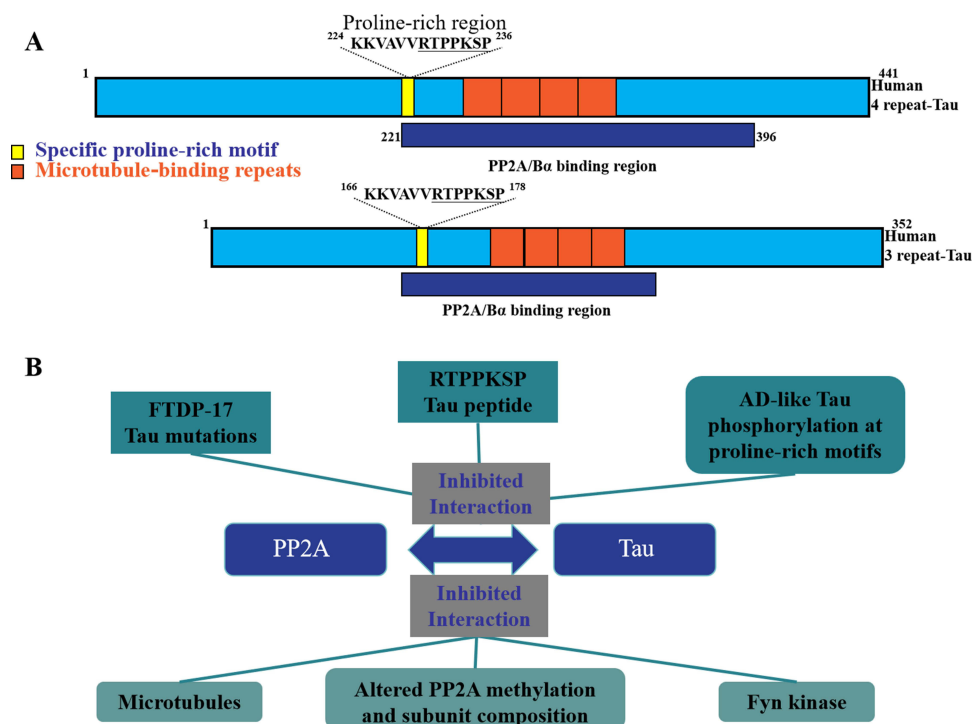 A
Proline-rich region
224 KKVAVVRTPPKSP 236
1
441
Human
4 repeat-Tau
221
396
PP2A/Bα binding region
Specific proline-rich motif
Microtubule-binding repeats
166 KKVAVVRTPPKSP 178
1
352
Human
3 repeat-Tau
PP2A/Bα binding region
B
FTDP-17
Tau mutations
RTPPKSP
Tau peptide
AD-like Tau
phosphorylation at
proline-rich motifs
Inhibited
Interaction
PP2A
Tau
Inhibited
Interaction
Microtubules
Altered PP2A methylation
and subunit composition
Fyn kinase